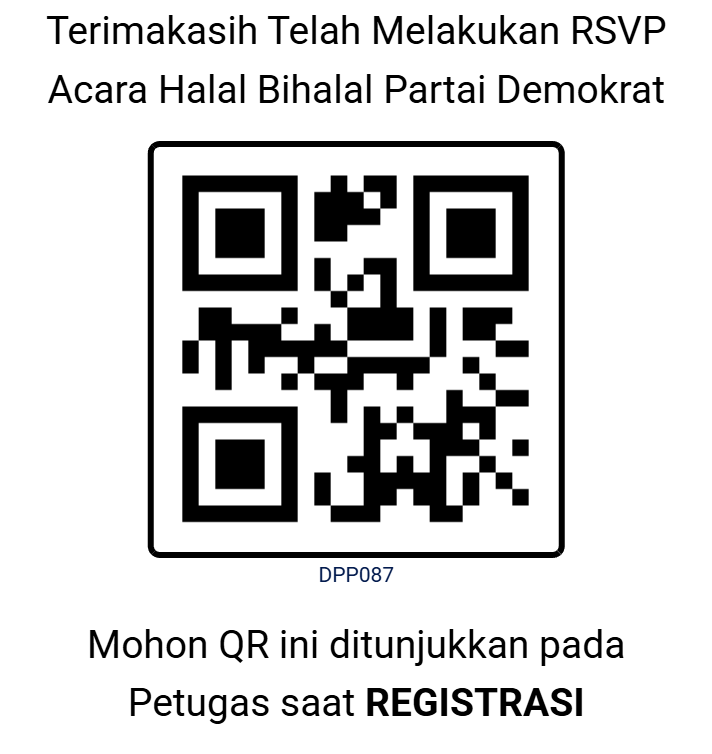 Terimakasih Telah Melakukan RSVP
Acara Halal Bihalal Partai Demokrat
DPP087
Mohon QR ini ditunjukkan pada
Petugas saat REGISTRASI